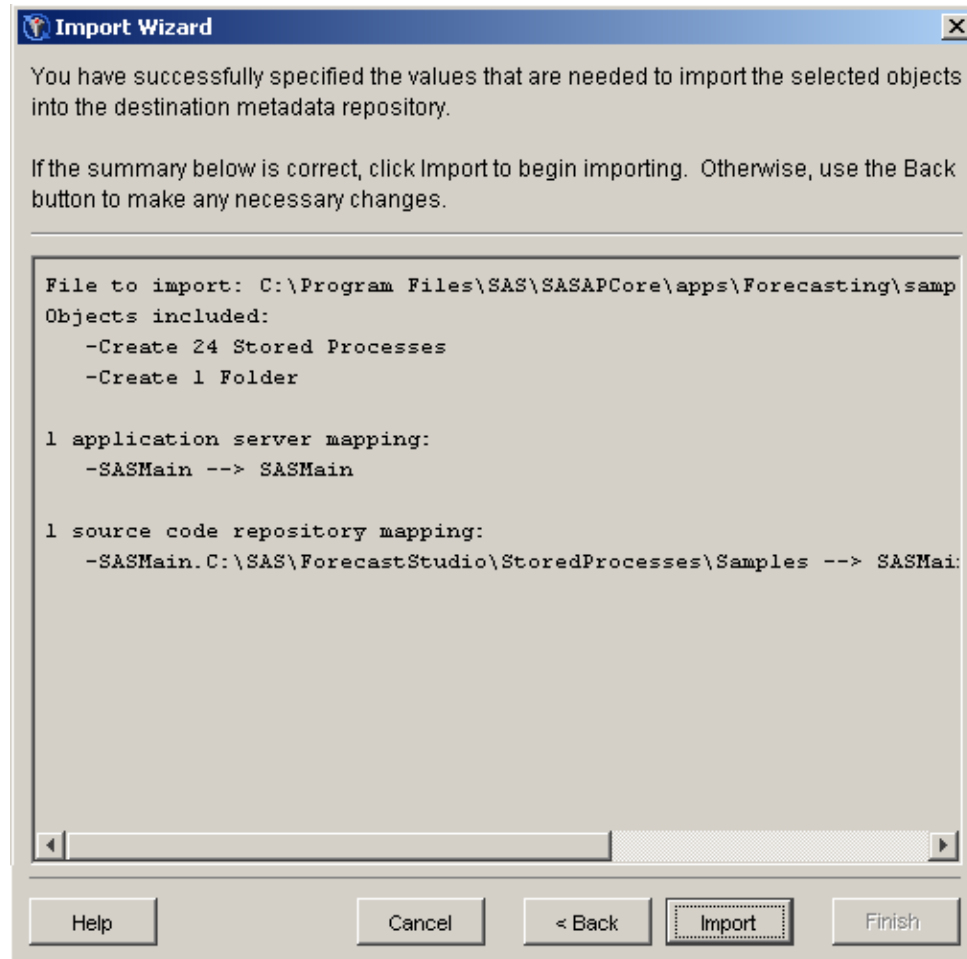 Import Wizard
You have successfully specified the values that are needed to import the selected objects
into the destination metadata repository.
If the summary below is correct, click Import to begin importing. Otherwise, use the Back
button to make any necessary changes.
File to import: C:\Program Files\SAS\SASAPCore\apps\Forecasting\samp
Objects included:
-Create 24 Stored Processes
-Create 1 Folder
1 application server mapping:
-SASMain --> SASMain
1 source code repository mapping:
-SASMain.C:\SAS\ForecastStudio\StoredProcesses\Samples --> SASMai
Help
Cancel
< Back
Import
Finish